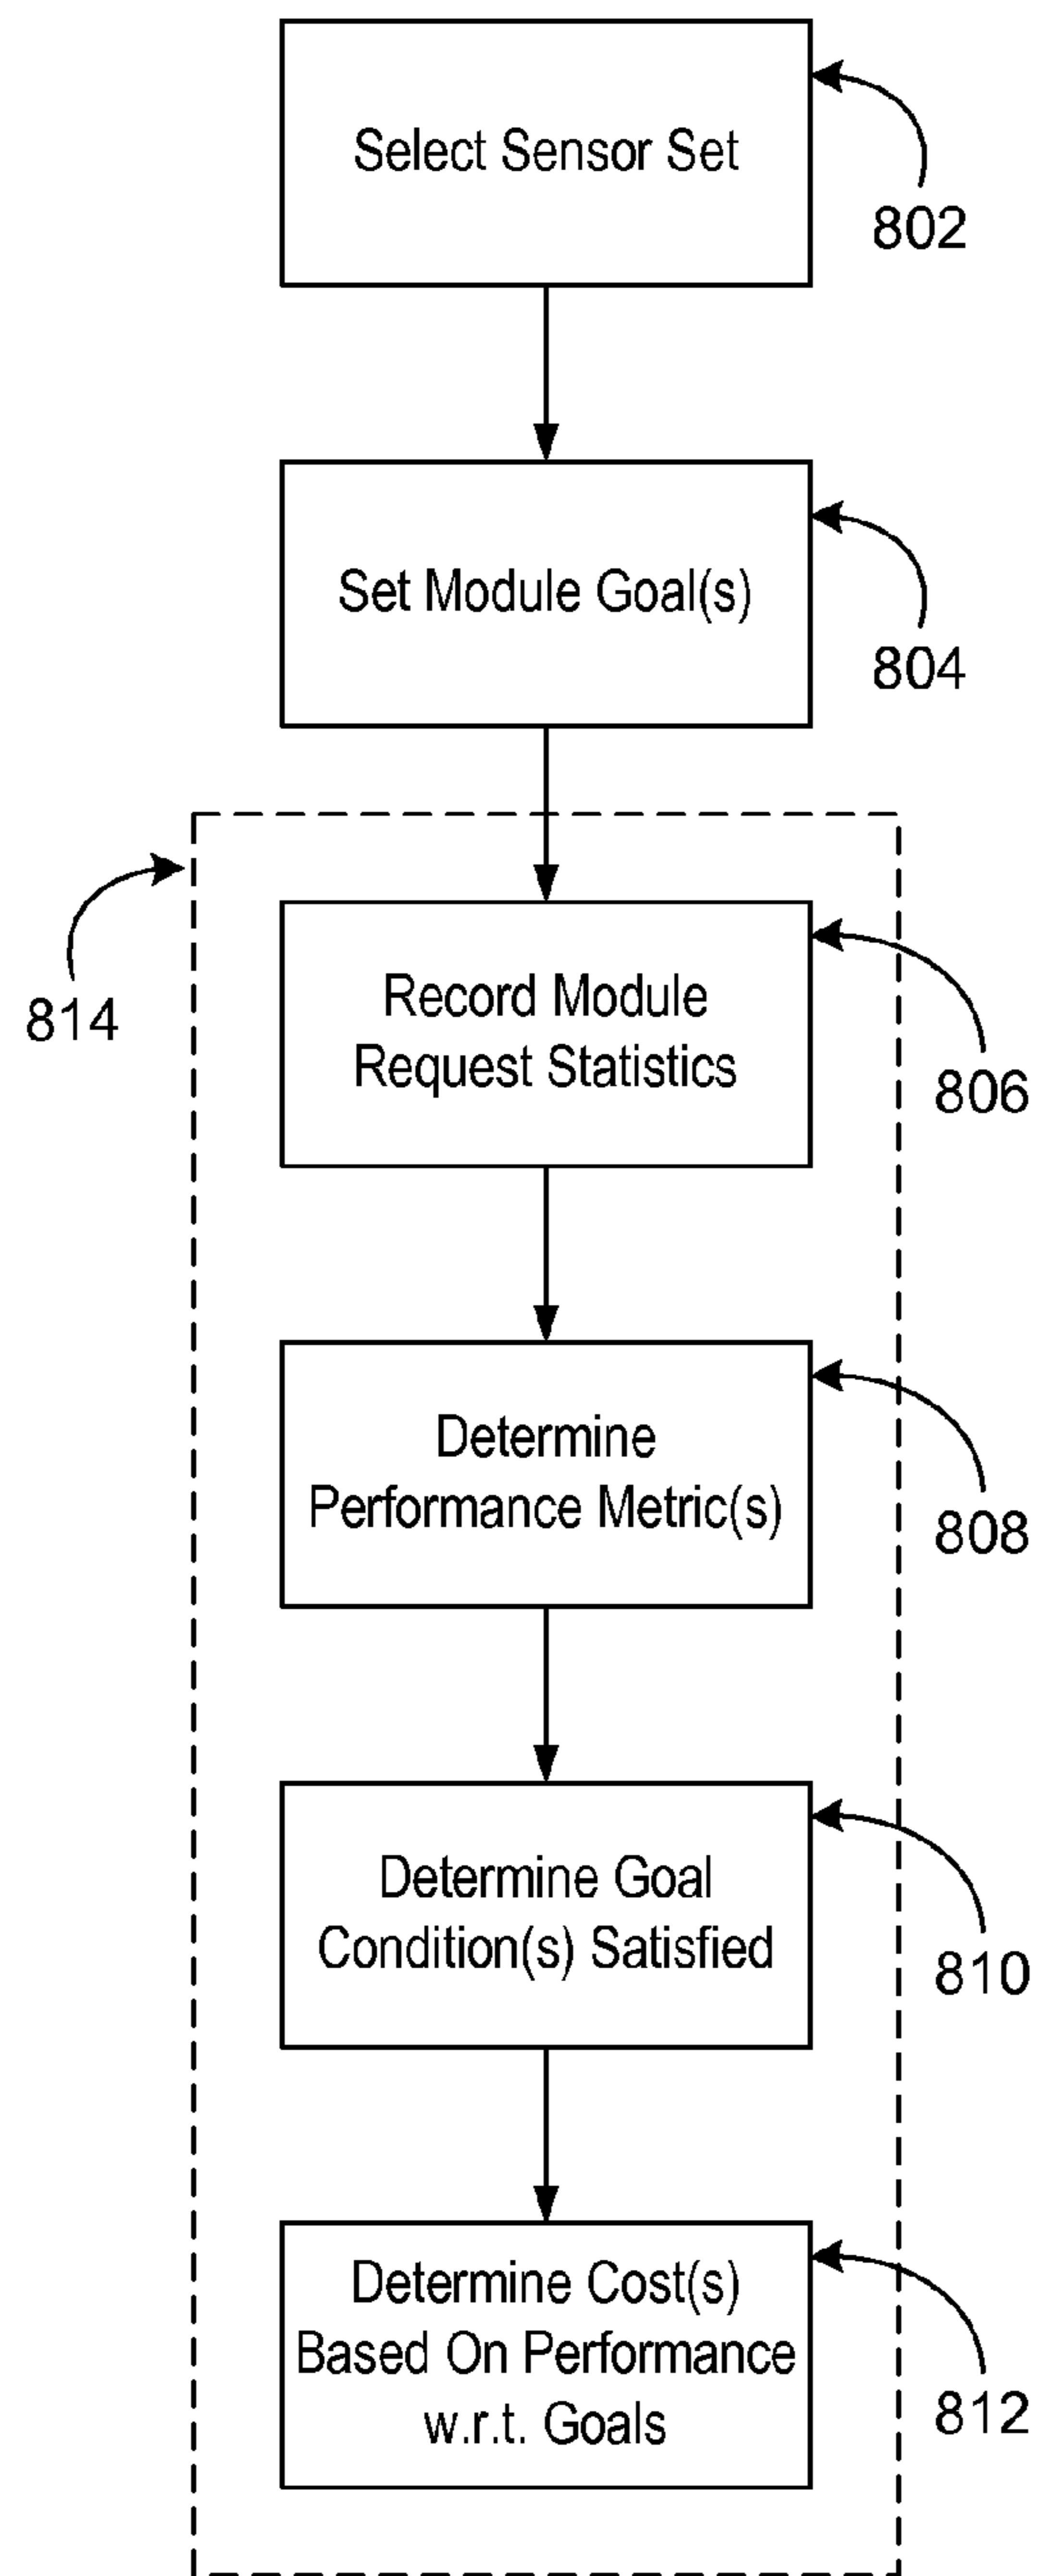 Select Sensor Set
802
Set Module Goal(s)
804
814
Record Module
Request Statistics
806
Determine
Performance Metric(s)
808
Determine Goal
Condition(s) Satisfied
810
Determine Cost(s)
Based On Performance
w.r.t. Goals
812